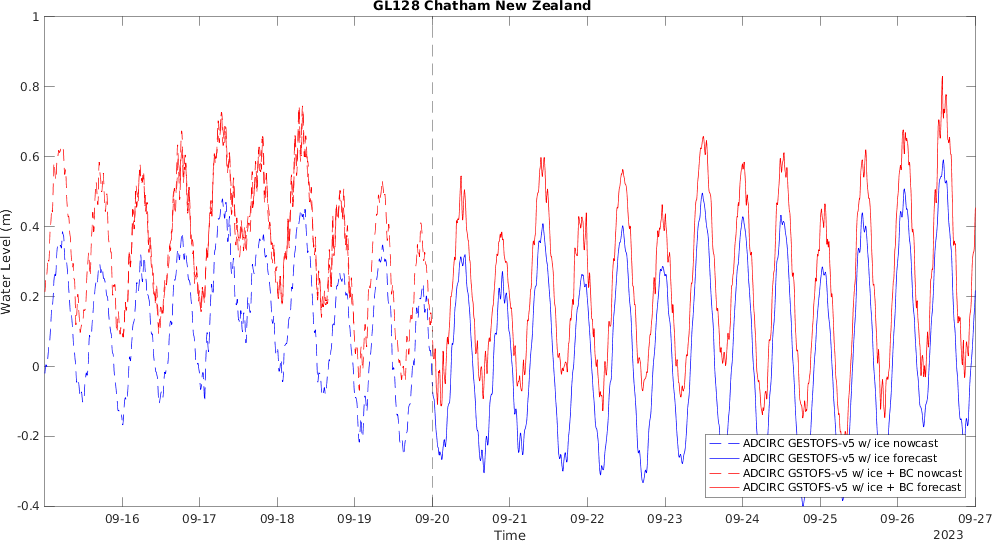 GL128 Chatham New Zealand
Water Level (m)
1
0.8
0.6
0.4
0.2
0
-0.2
-0.4
ADCIRC GESTOFS-v5 w/ ice nowcast
ADCIRC GESTOFS-v5 w/ ice forecast
ADCIRC GSTOFS-v5 w/ ice + BC nowcast
ADCIRC GSTOFS-v5 w/ ice + BC forecast
09-16 09-17 09-18 09-19 09-20 09-21 09-22 09-23 09-24 09-25 09-26 09-27
Time
2023